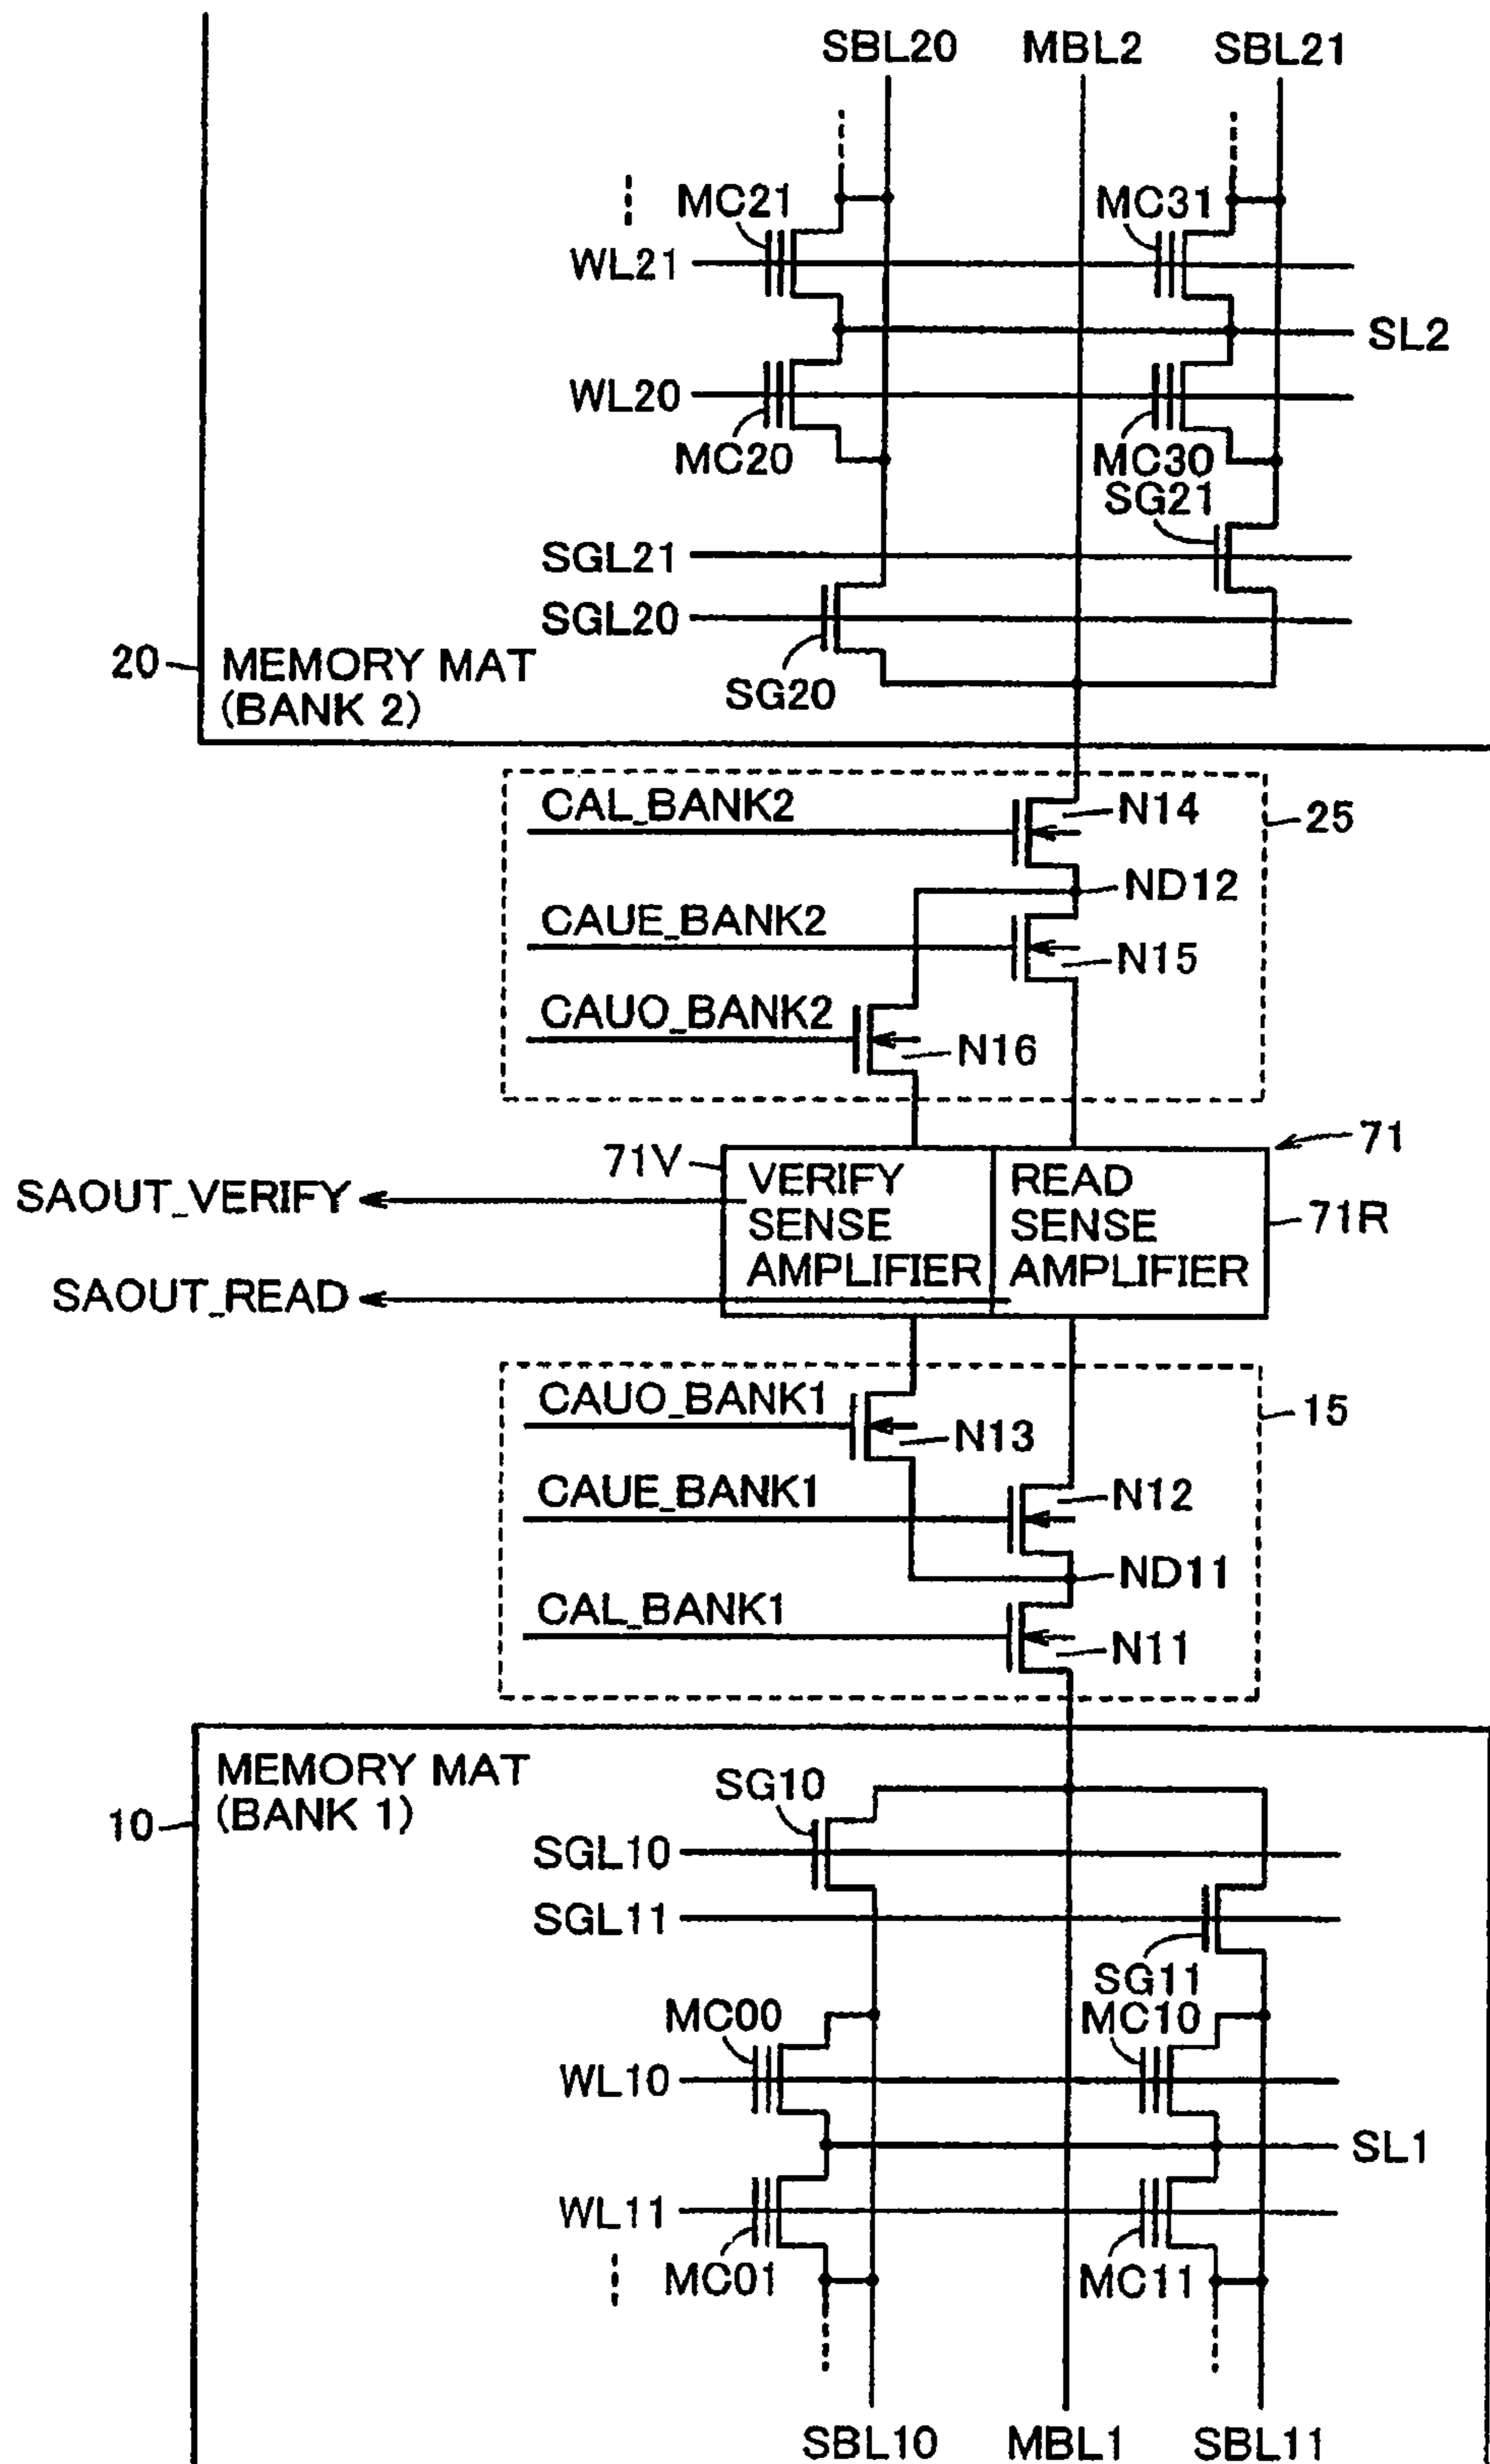 SBL20 MBL2 SBL21
MC21 MC31
WL21
SL2
WL20
MC20 MC30
SG21
SGL21
SGL20
20 MEMORY MAT
(BANK 2)
SG20
CAL_BANK2 N14 25
ND12
CAUE_BANK2 N15
CAUO_BANK2 N16
71V 71
SAOUT_VERIFY
VERIFY
SENSE
AMPLIFIER
READ
SENSE
AMPLIFIER
71R
SAOUT_READ
CAUO_BANK1 N13 15
CAUE_BANK1 N12
ND11
CAL_BANK1 N11
10 MEMORY MAT
(BANK 1)
SG10
SGL10
SGL11
SG11
MC00 MC10
WL10
SL1
WL11
MC01 MC11
SBL10 MBL1 SBL11